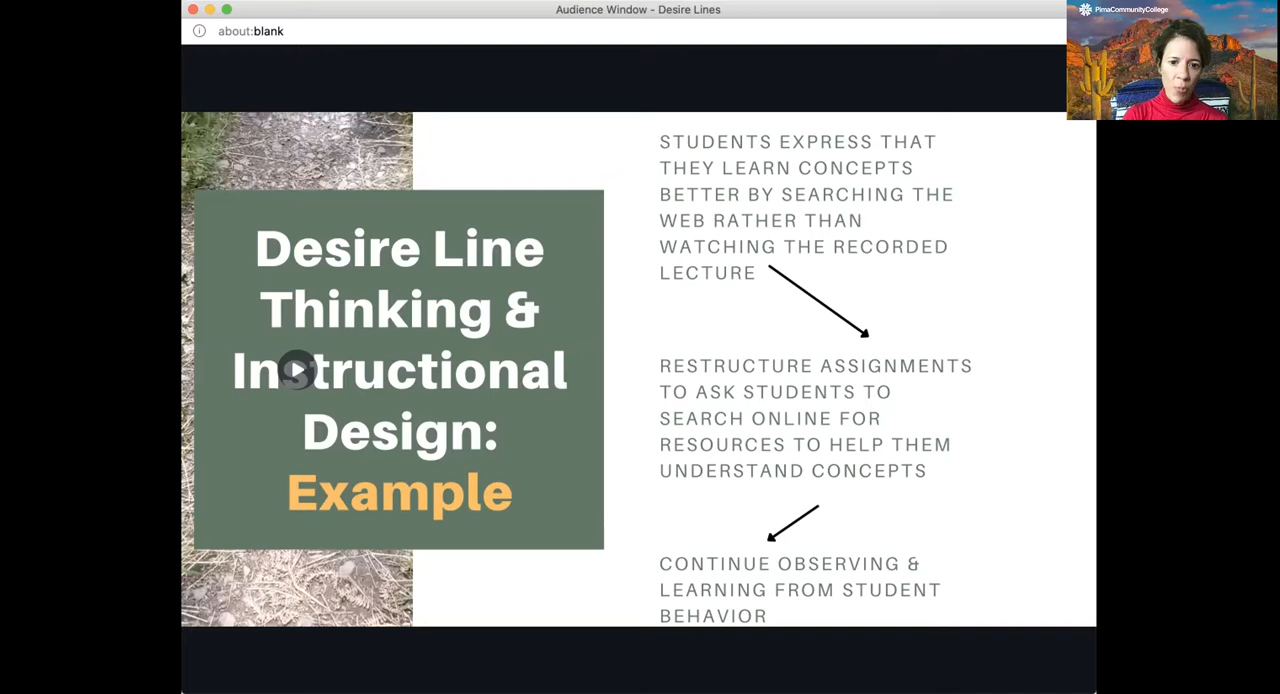 Audience Window - Desire Lines
about:blank
PimaCommunityCollege
Desire Line
Thinking &
Instructional
Design:
Example
STUDENTS EXPRESS THAT
THEY LEARN CONCEPTS
BETTER BY SEARCHING THE
WEB RATHER THAN
WATCHING THE RECORDED
LECTURE
RESTRUCTURE ASSIGNMENTS
TO ASK STUDENTS TO
SEARCH ONLINE FOR
RESOURCES TO HELP THEM
UNDERSTAND CONCEPTS
CONTINUE OBSERVING &
LEARNING FROM STUDENT
BEHAVIOR